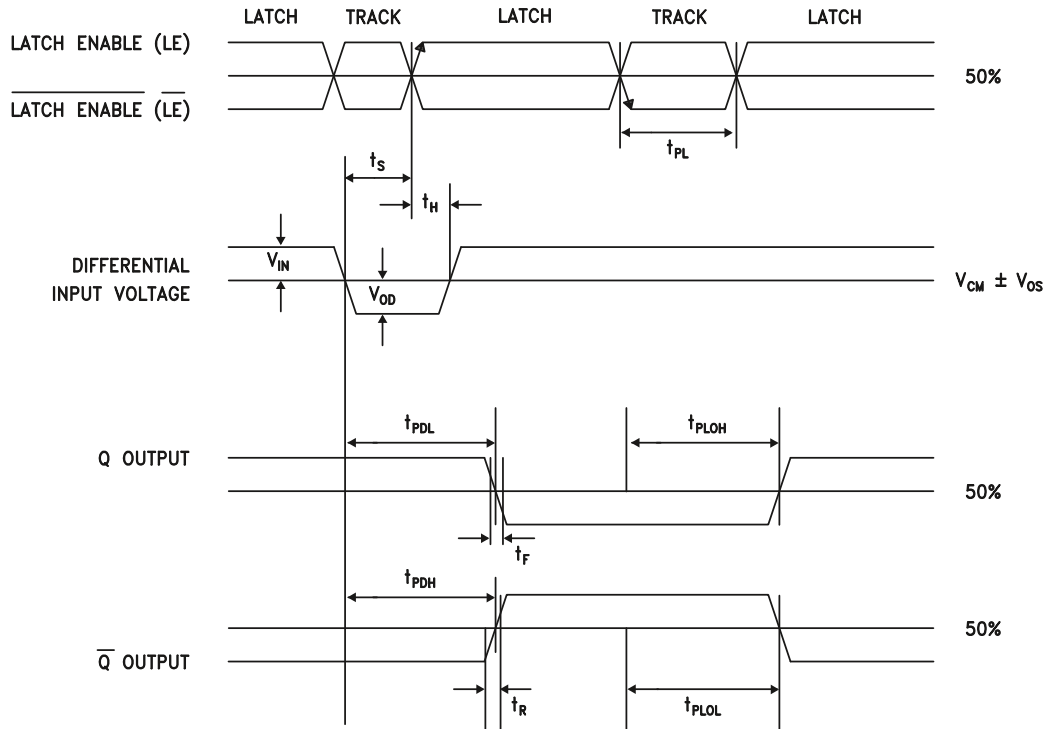 LATCH TRACK LATCH TRACK LATCH
LATCH ENABLE (LE)
50%
LATCH ENABLE (LE)
tPL
tS
tH
DIFFERENTIAL
INPUT VOLTAGE
VIN
VOD
VCM ± VOS
tPDL
tPLOH
Q OUTPUT
50%
tF
tPDH
50%
Q OUTPUT
tR
tPLOL